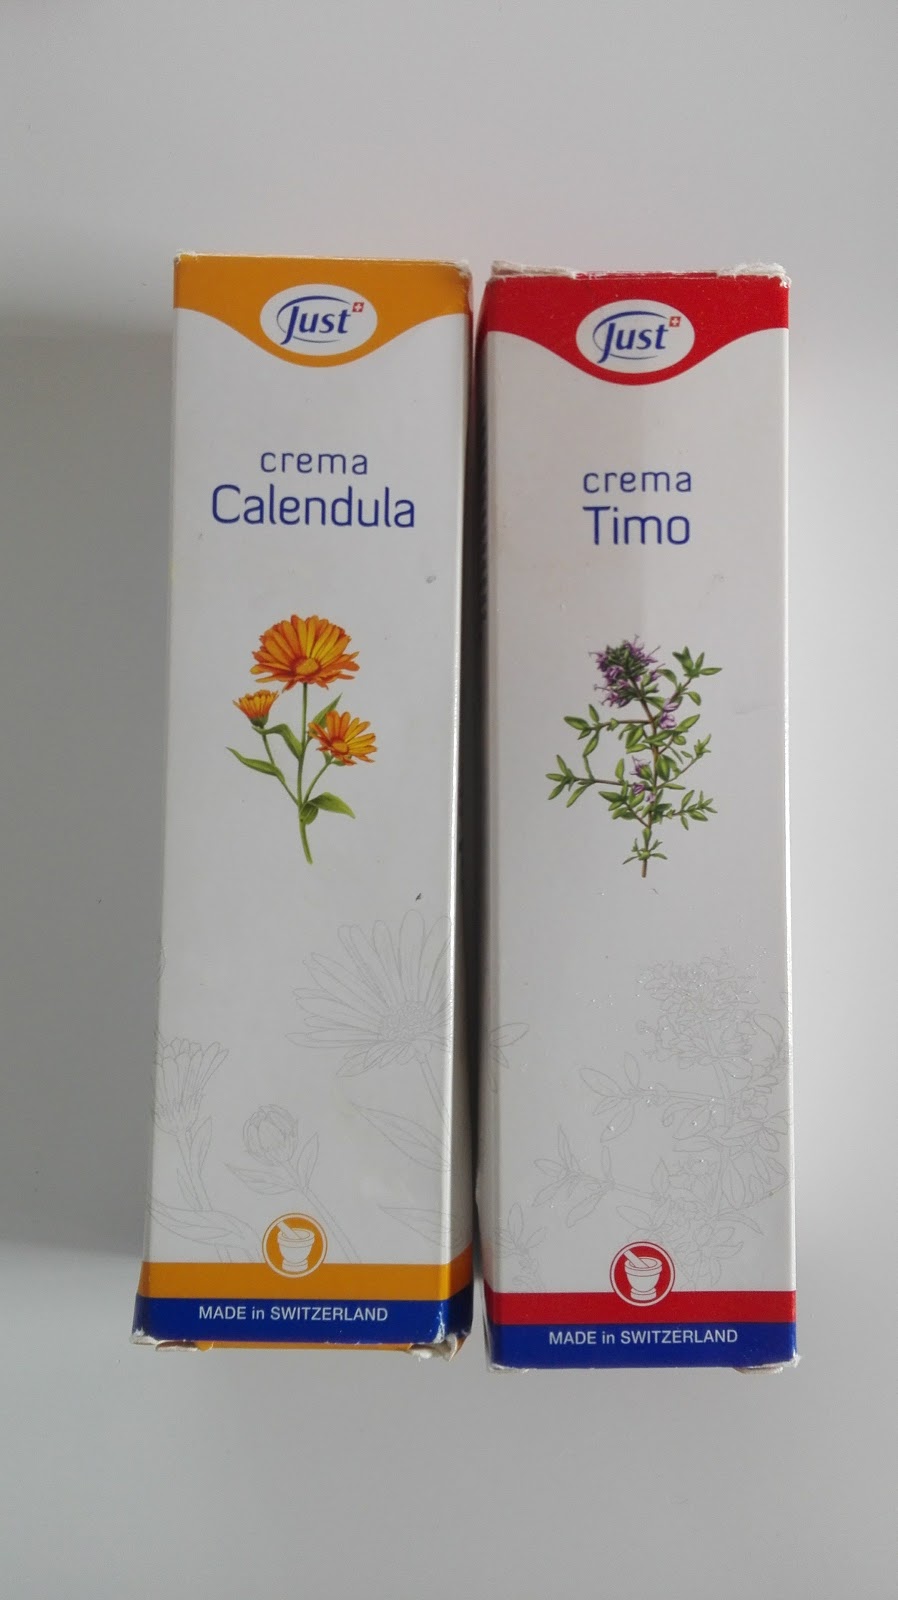 Just
crema
Calendula
MADE in SWITZERLAND
Just
crema
Timo
MADE in SWITZERLAND